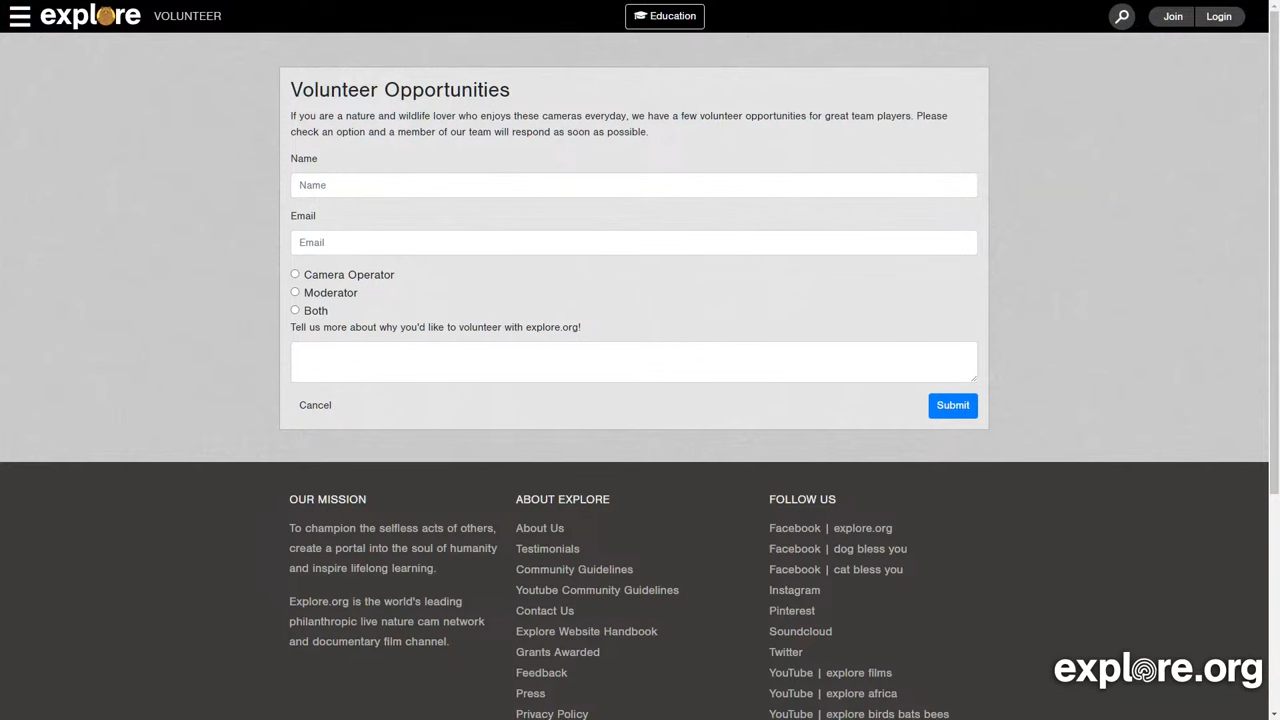 explore VOLUNTEER Education Join Login
Volunteer Opportunities
If you are a nature and wildlife lover who enjoys these cameras everyday, we have a few volunteer opportunities for great team players. Please
check an option and a member of our team will respond as soon as possible.
Name
Name
Email
Email
Camera Operator
Moderator
Both
Tell us more about why you'd like to volunteer with explore.org!
Cancel Submit
OUR MISSION
To champion the selfless acts of others,
create a portal into the soul of humanity
and inspire lifelong learning.
Explore.org is the world's leading
philanthropic live nature cam network
and documentary film channel.
ABOUT EXPLORE
About Us
Testimonials
Community Guidelines
Youtube Community Guidelines
Contact Us
Explore Website Handbook
Grants Awarded
Feedback
Press
Privacy Policy
FOLLOW US
Facebook | explore.org
Facebook | dog bless you
Facebook | cat bless you
Instagram
Pinterest
Soundcloud
Twitter
YouTube | explore films
YouTube | explore africa
YouTube | explore birds bats bees
explore.org